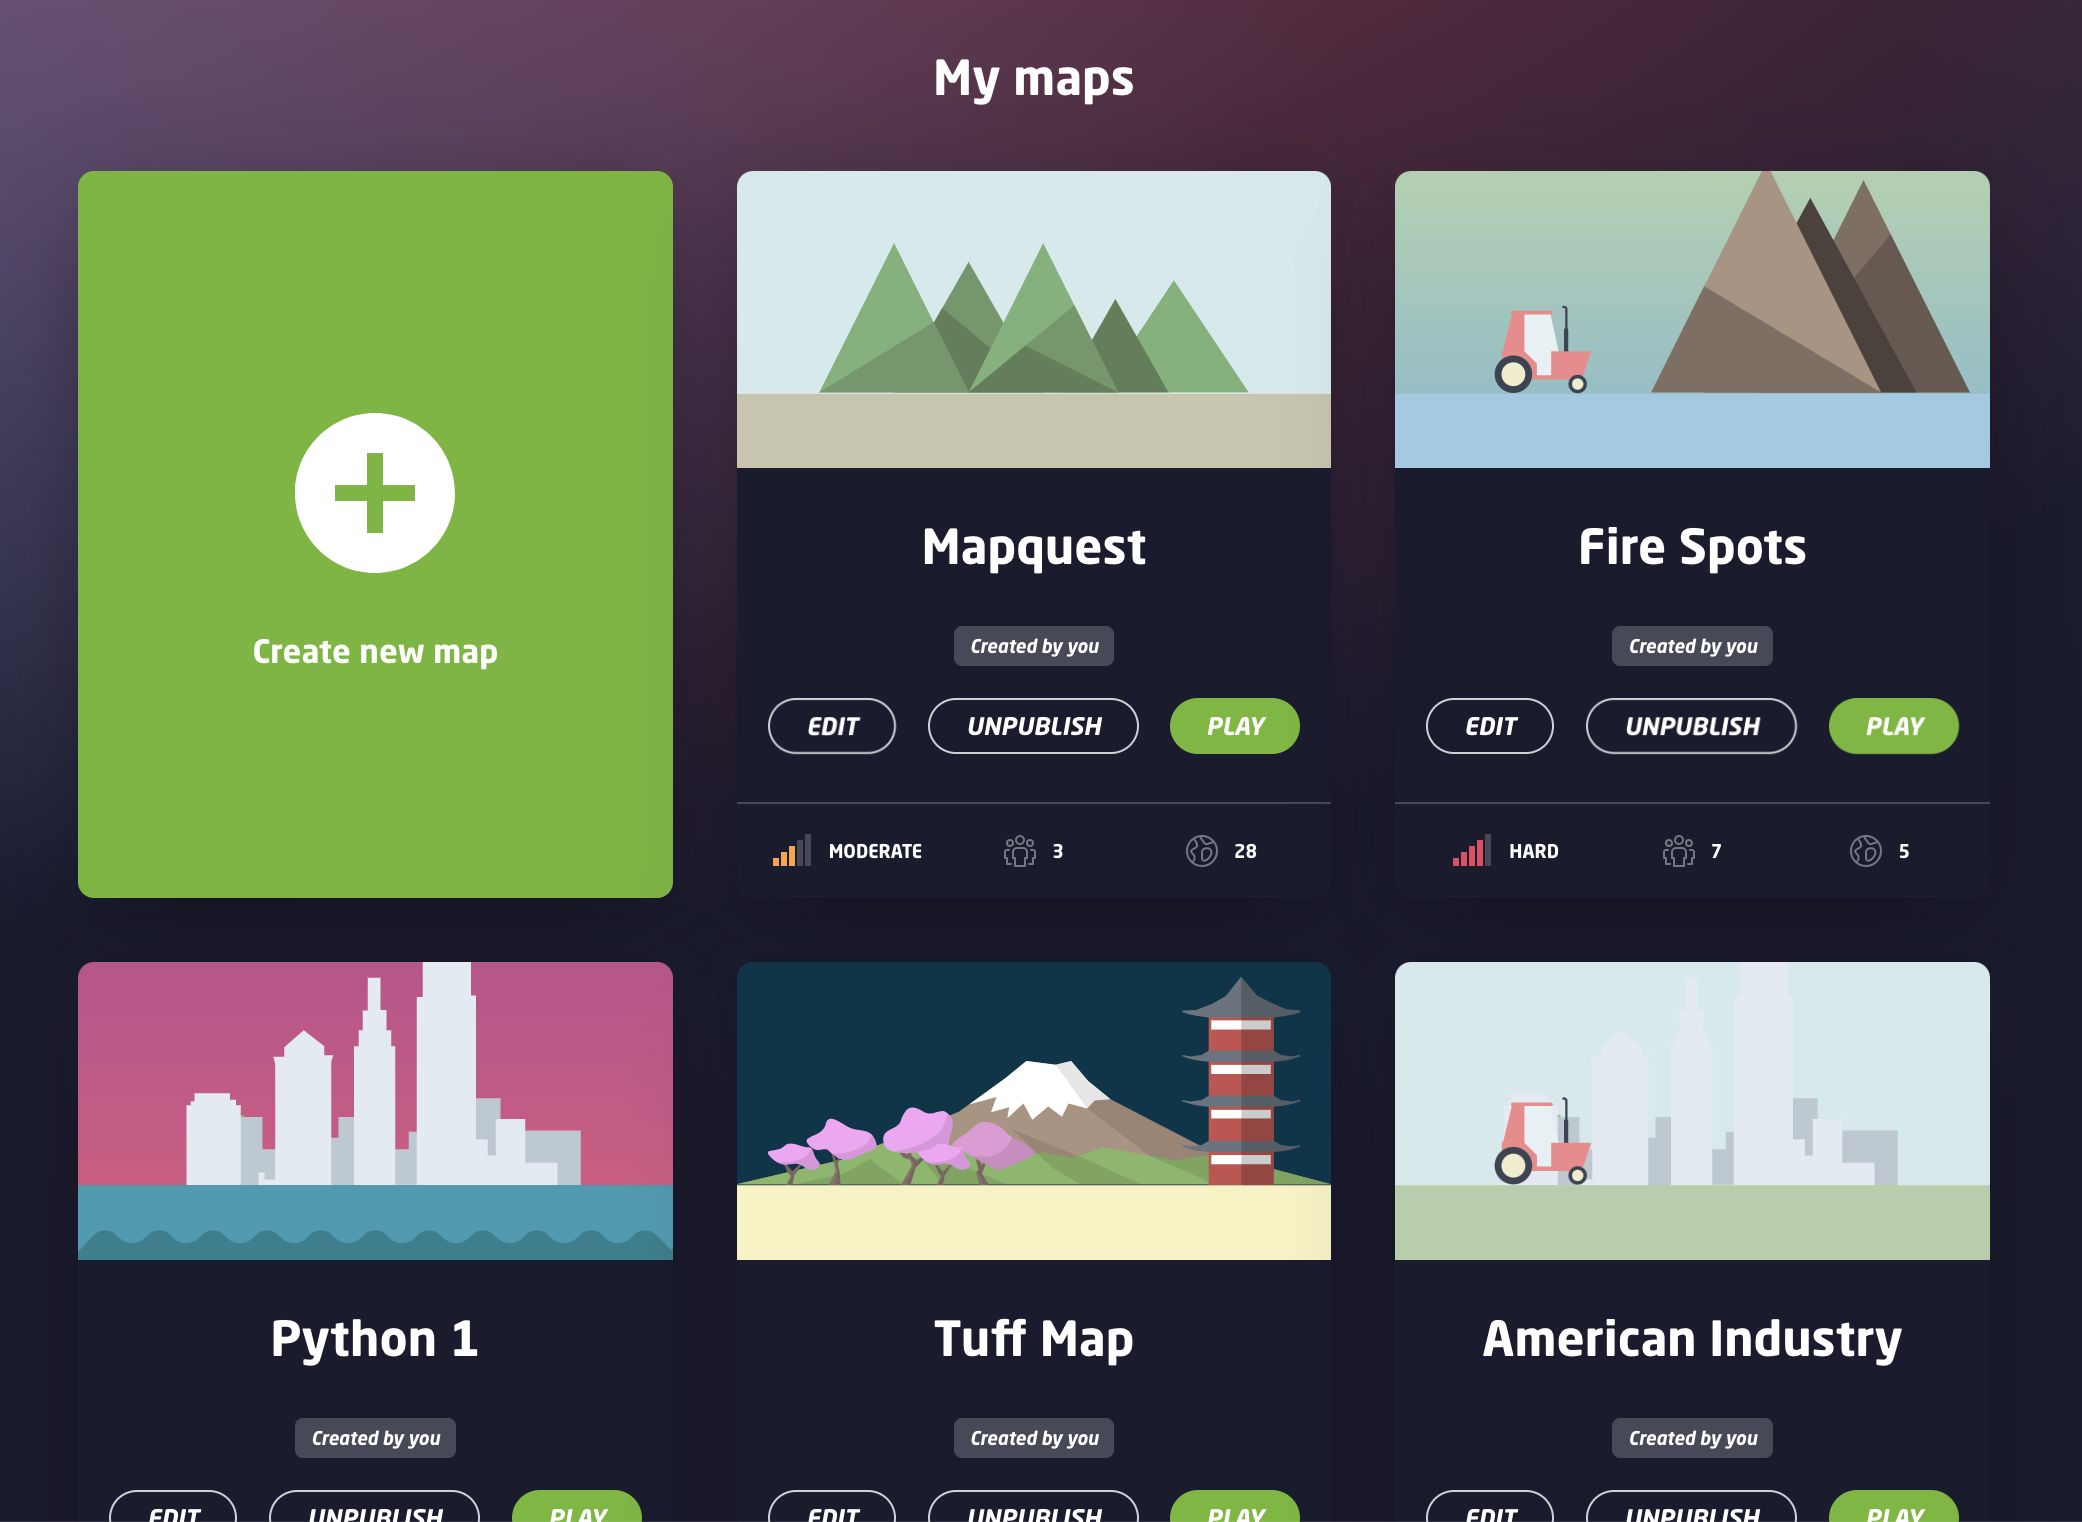 My maps
Create new map
Mapquest
Created by you
EDIT UNPUBLISH PLAY
MODERATE 3 28
Fire Spots
Created by you
EDIT UNPUBLISH PLAY
HARD 7 5
Python 1
Created by you
EDIT UNPUBLISH PLAY
Tuff Map
Created by you
EDIT UNPUBLISH PLAY
American Industry
Created by you
EDIT UNPUBLISH PLAY